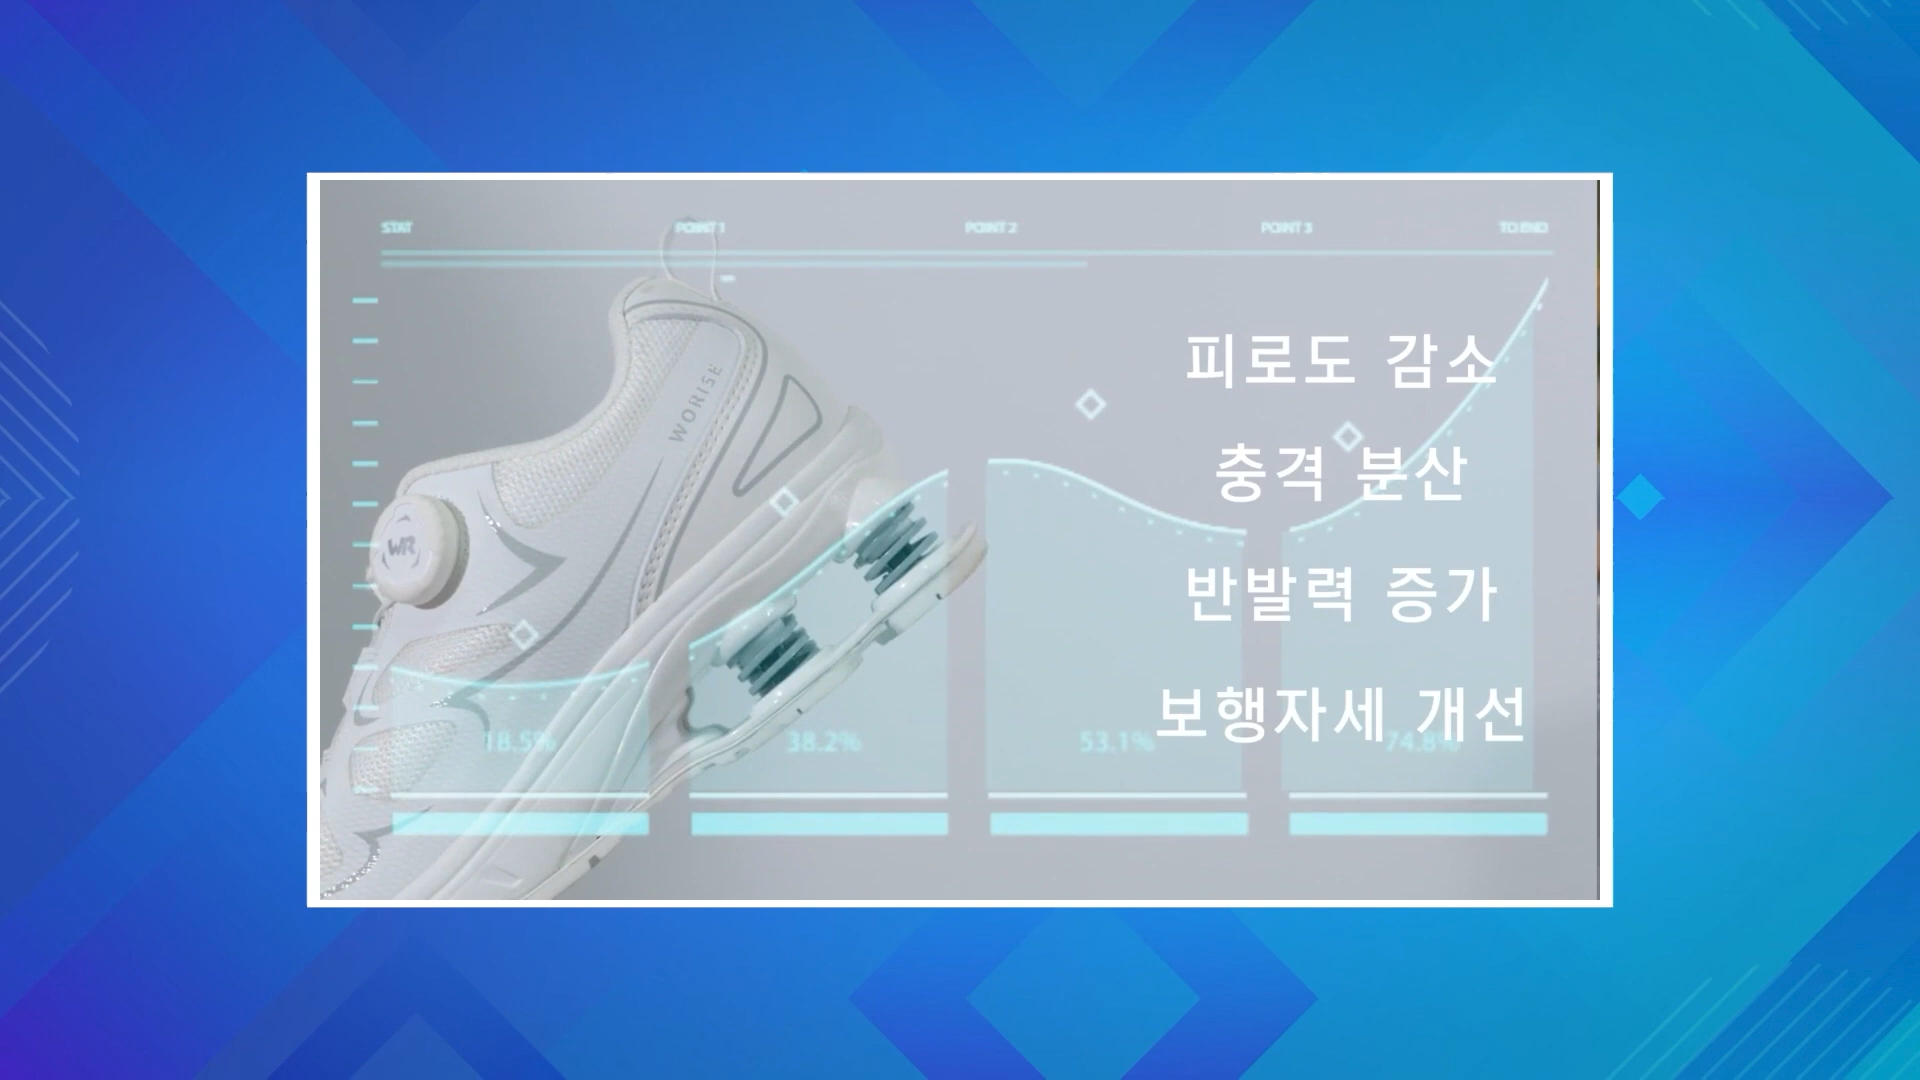 STAT POINT 1 POINT 2 POINT 3 TO END
WORISE
WR
피로도 감소
충격 분산
반발력 증가
보행자세 개선
18.5% 38.2% 53.1% 74.8%